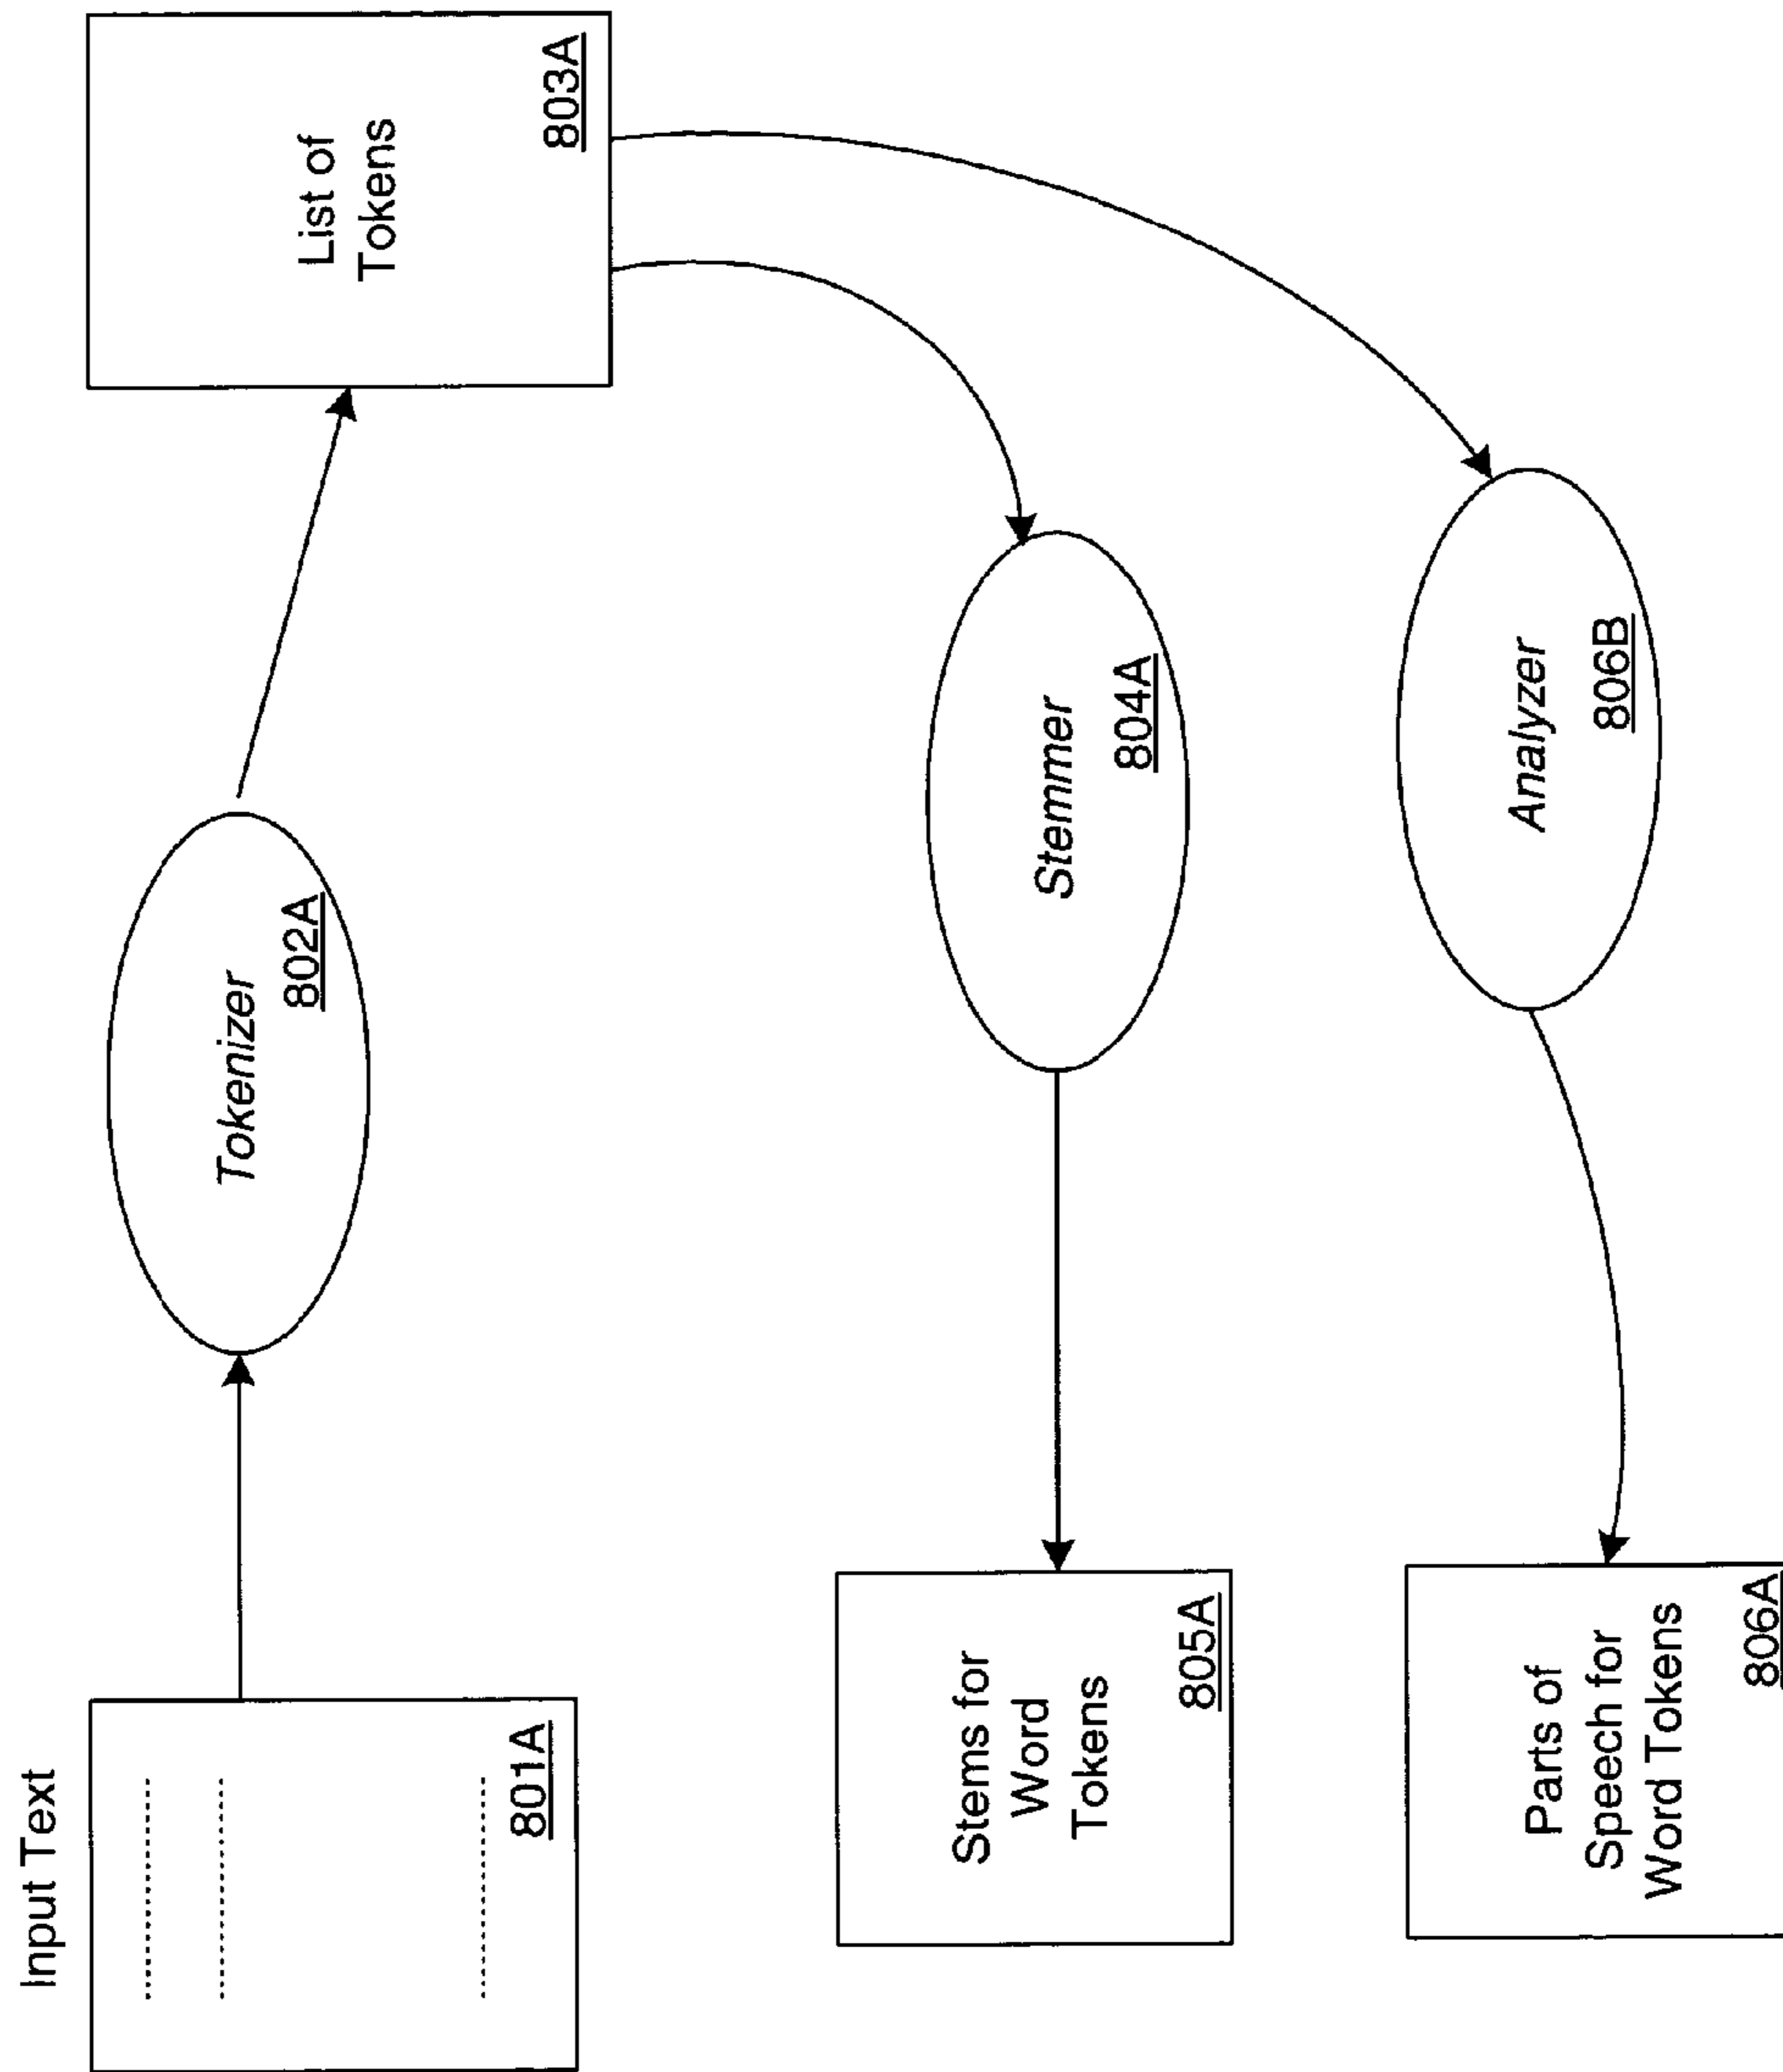 Input Text
801A
Tokenizer
802A
List of
Tokens
803A
Stems for
Word
Tokens
805A
Stemmer
804A
Parts of
Speech for
Word Tokens
806A
Analyzer
806B